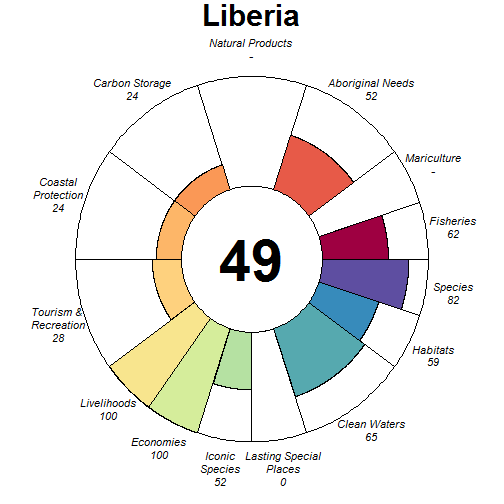 Liberia
Natural Products
-
Carbon Storage
24
Aboriginal Needs
52
Mariculture
-
Coastal
Protection
24
Fisheries
62
49
Species
82
Tourism &
Recreation
28
Habitats
59
Livelihoods
100
Clean Waters
65
Economies
100
Iconic
Species
52
Lasting Special
Places
0